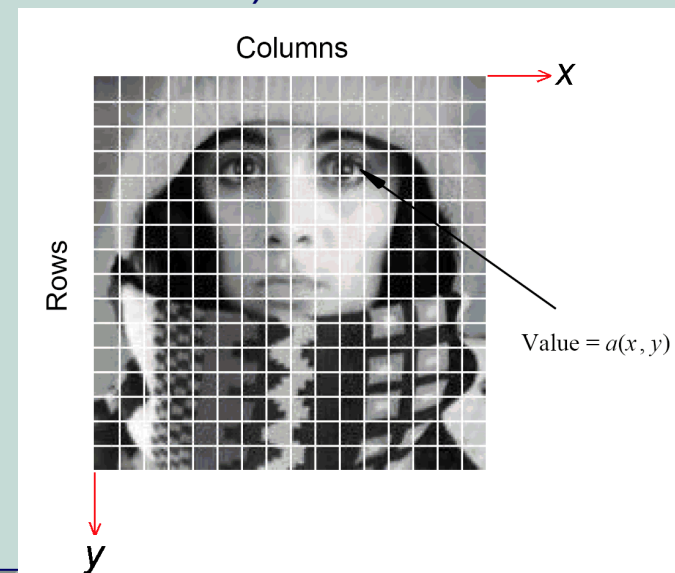 Columns
x
Rows
Value = a(x, y)
y